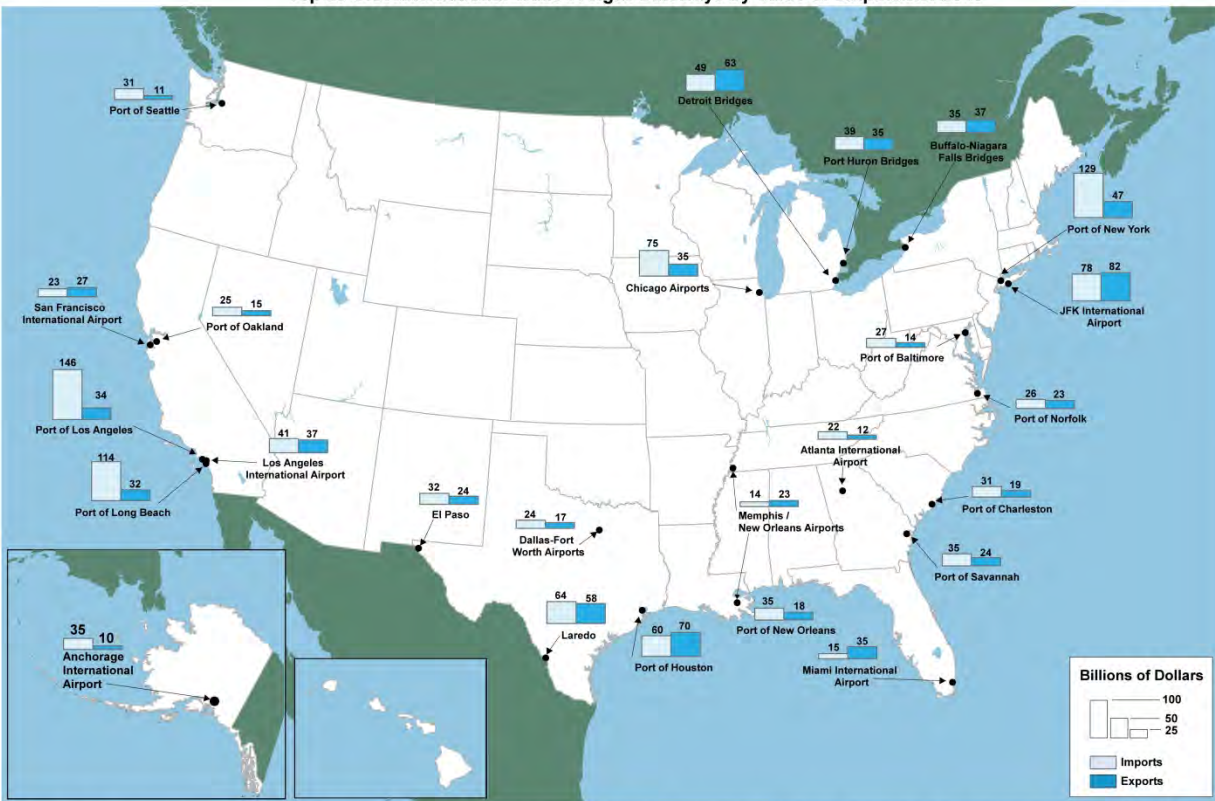 31 11
Port of Seattle
49 63
Detroit Bridges
39 35
Port Huron Bridges
35 37
Buffalo-Niagara
Falls Bridges
129
47
Port of New York
75
35
Chicago Airports
78 82
JFK International
Airport
23 27
San Francisco
International Airport
25 15
Port of Oakland
27 14
Port of Baltimore
146
34
Port of Los Angeles
26 23
Port of Norfolk
41 37
Los Angeles
International Airport
22 12
Atlanta International
Airport
114
32
Port of Long Beach
32 24
El Paso
24 17
Dallas-Fort
Worth Airports
14 23
Memphis /
New Orleans Airports
31 19
Port of Charleston
35 24
Port of Savannah
64 58
Laredo
60 70
Port of Houston
35 18
Port of New Orleans
15 35
Miami International
Airport
35 10
Anchorage
International
Airport
Billions of Dollars
100
50
25
Imports
Exports